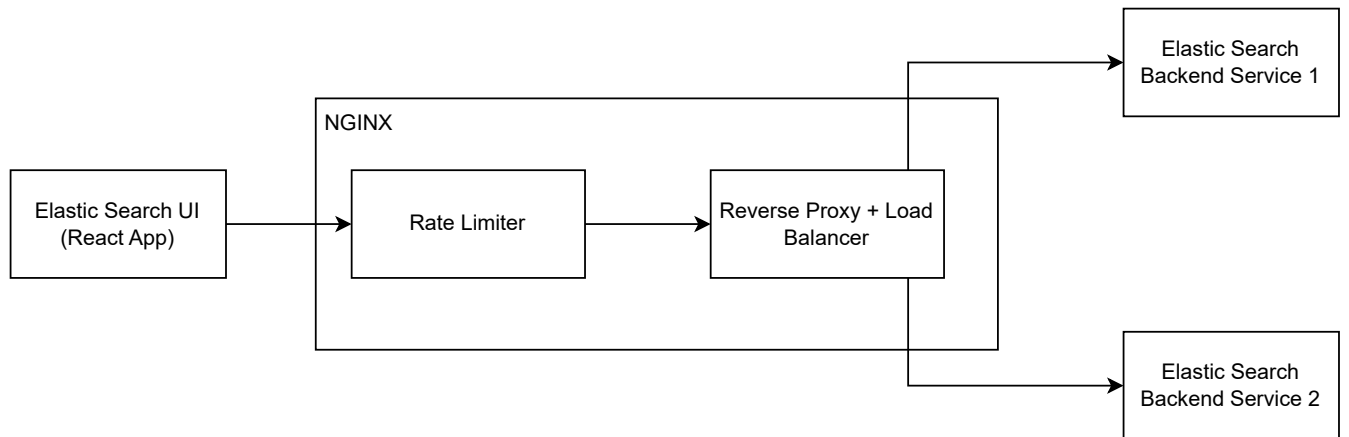 Elastic Search
Backend Service 1
NGINX
Elastic Search UI
(React App)
Rate Limiter
Reverse Proxy + Load
Balancer
Elastic Search
Backend Service 2